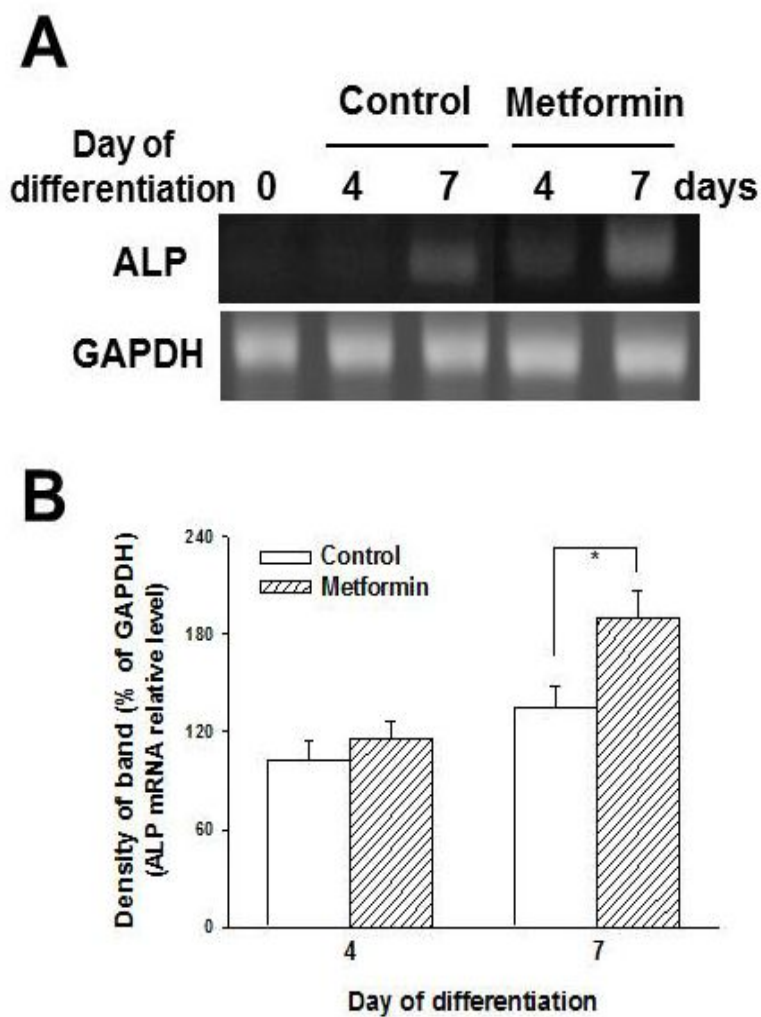 A
Control Metformin
Day of
differentiation 0 4 7 4 7 days
ALP
GAPDH
B
Density of band (% of GAPDH)
(ALP mRNA relative level)
240
180
120
60
0
Control
Metformin
*
4 7
Day of differentiation